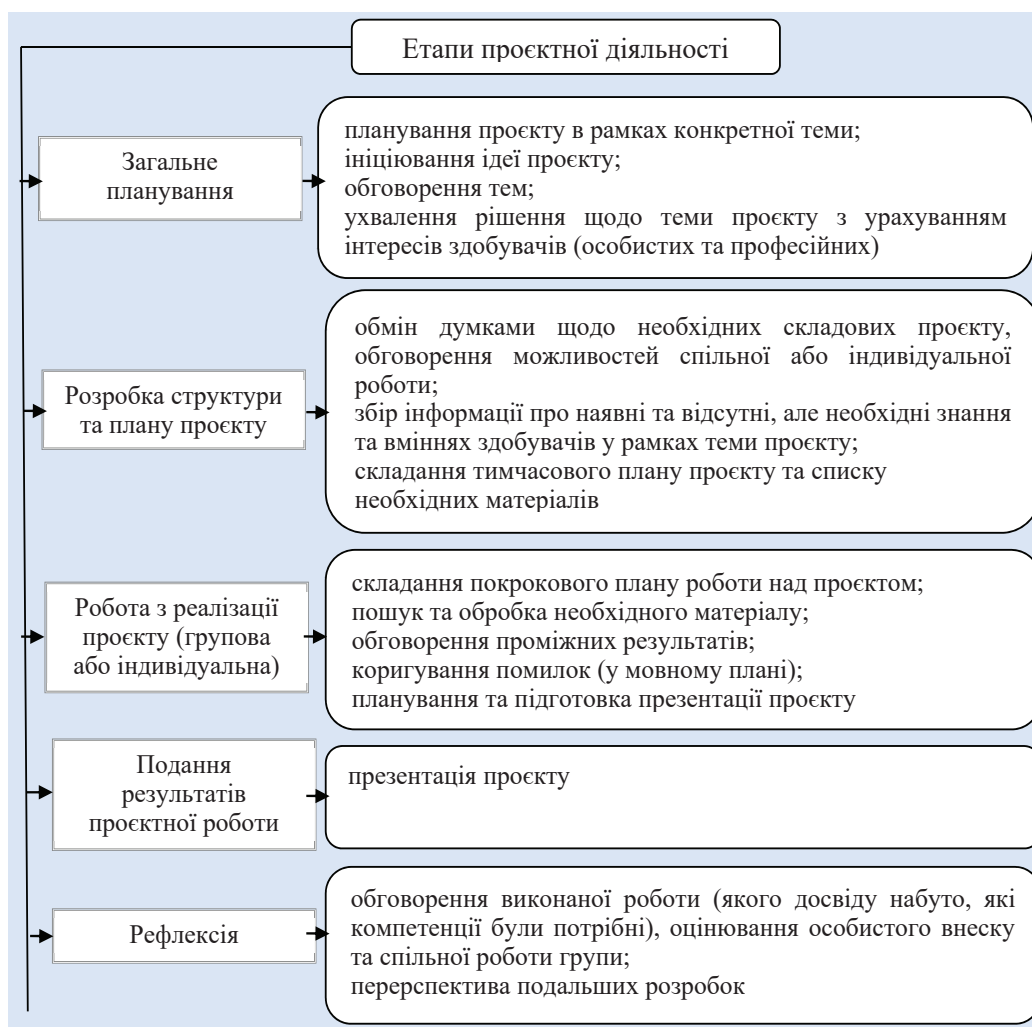 Етапи проєктної діяльності
Загальне
планування
планування проєкту в рамках конкретної теми;
ініціювання ідеї проєкту;
обговорення тем;
ухвалення рішення щодо теми проєкту з урахуванням
інтересів здобувачів (особистих та професійних)
Розробка структури
та плану проєкту
обмін думками щодо необхідних складових проєкту,
обговорення можливостей спільної або індивідуальної
роботи;
збір інформації про наявні та відсутні, але необхідні знання
та вміннях здобувачів у рамках теми проєкту;
складання тимчасового плану проєкту та списку
необхідних матеріалів
Робота з реалізації
проєкту (групова
або індивідуальна)
складання покрокового плану роботи над проєктом;
пошук та обробка необхідного матеріалу;
обговорення проміжних результатів;
коригування помилок (у мовному плані);
планування та підготовка презентації проєкту
Подання
результатів
проєктної роботи
презентація проєкту
Рефлексія
обговорення виконаної роботи (якого досвіду набуто, які
компетенції були потрібні), оцінювання особистого внеску
та спільної роботи групи;
перерспектива подальших розробок